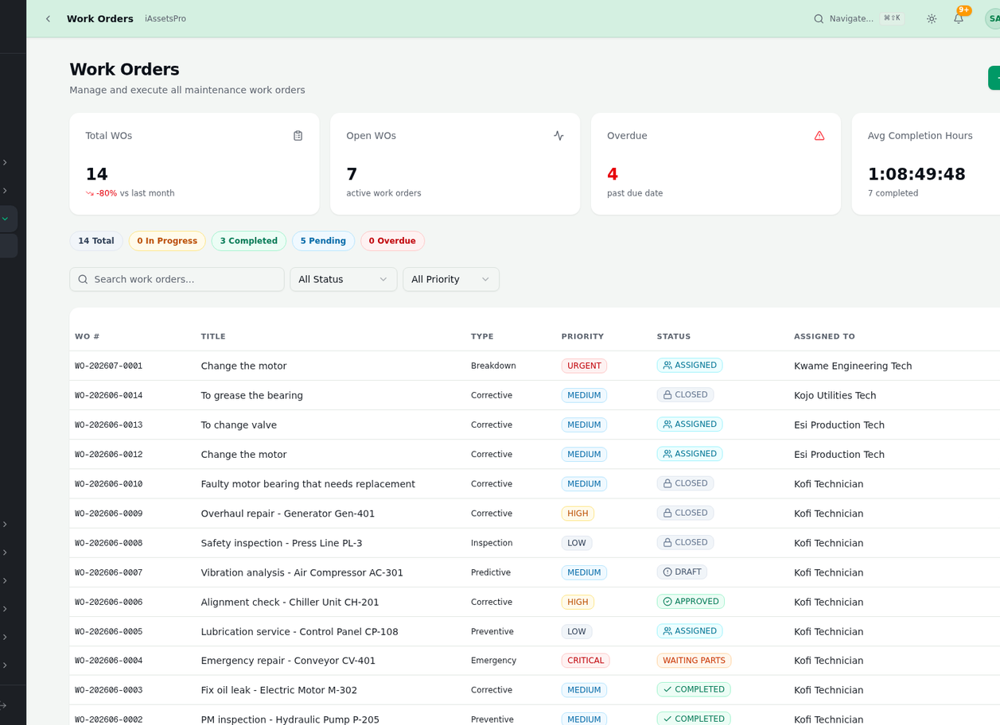 Work Orders iAssetsPro Navigate... ⌘⇧K 9+
Work Orders
Manage and execute all maintenance work orders
Total WOs Open WOs Overdue Avg Completion Hours
14 7 4 1:08:49:48
-80% vs last month active work orders past due date 7 completed
14 Total 0 In Progress 3 Completed 5 Pending 0 Overdue
Search work orders... All Status All Priority
WO # TITLE TYPE PRIORITY STATUS ASSIGNED TO
WO-202607-0001 Change the motor Breakdown URGENT ASSIGNED Kwame Engineering Tech
WO-202606-0014 To grease the bearing Corrective MEDIUM CLOSED Kojo Utilities Tech
WO-202606-0013 To change valve Corrective MEDIUM ASSIGNED Esi Production Tech
WO-202606-0012 Change the motor Corrective MEDIUM ASSIGNED Esi Production Tech
WO-202606-0010 Faulty motor bearing that needs replacement Corrective MEDIUM CLOSED Kofi Technician
WO-202606-0009 Overhaul repair - Generator Gen-401 Corrective HIGH CLOSED Kofi Technician
WO-202606-0008 Safety inspection - Press Line PL-3 Inspection LOW CLOSED Kofi Technician
WO-202606-0007 Vibration analysis - Air Compressor AC-301 Predictive MEDIUM DRAFT Kofi Technician
WO-202606-0006 Alignment check - Chiller Unit CH-201 Corrective HIGH APPROVED Kofi Technician
WO-202606-0005 Lubrication service - Control Panel CP-108 Preventive LOW ASSIGNED Kofi Technician
WO-202606-0004 Emergency repair - Conveyor CV-401 Emergency CRITICAL WAITING PARTS Kofi Technician
WO-202606-0003 Fix oil leak - Electric Motor M-302 Corrective MEDIUM COMPLETED Kofi Technician
WO-202606-0002 PM inspection - Hydraulic Pump P-205 Preventive MEDIUM COMPLETED Kofi Technician